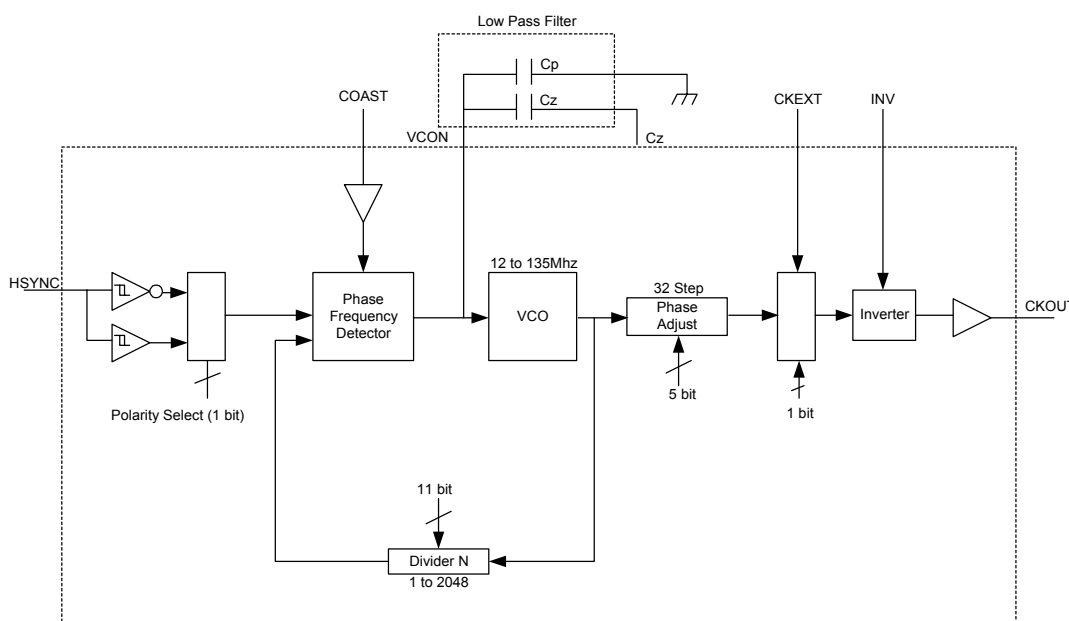 Low Pass Filter
Cp
COAST
Cz
CKEXT
INV
VCON
Cz
HSYNC
12 to 135Mhz
32 Step
Phase
Frequency
Detector
VCO
Phase
Adjust
Inverter
CKOUT
5 bit
1 bit
Polarity Select (1 bit)
11 bit
Divider N
1 to 2048